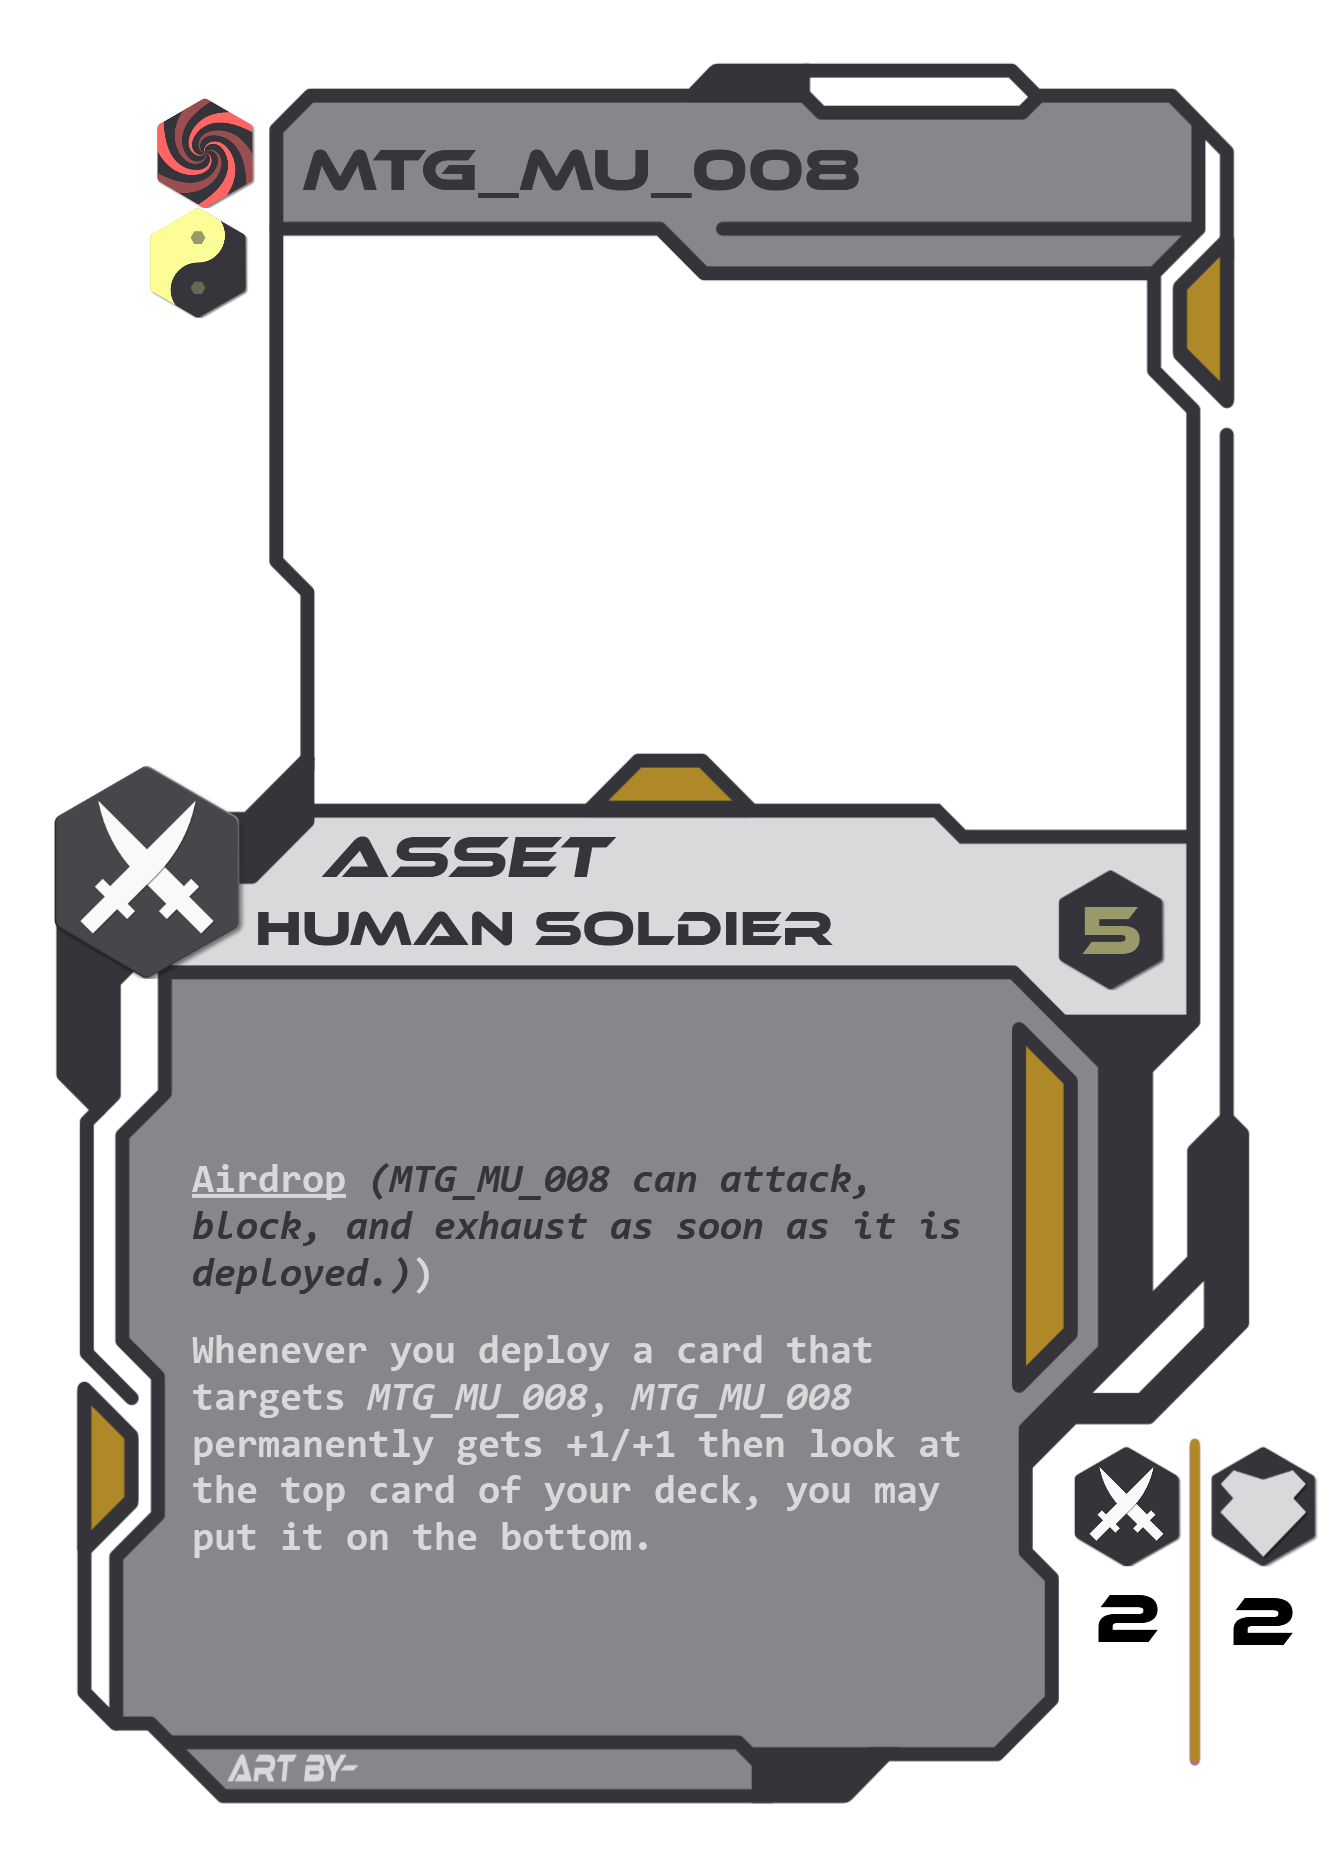 MTG_MU_008
ASSET
HUMAN SOLDIER
5
Airdrop (MTG_MU_008 can attack,
block, and exhaust as soon as it is
deployed.))
Whenever you deploy a card that
targets MTG_MU_008, MTG_MU_008
permanently gets +1/+1 then look at
the top card of your deck, you may
put it on the bottom.
2
2
ART BY-